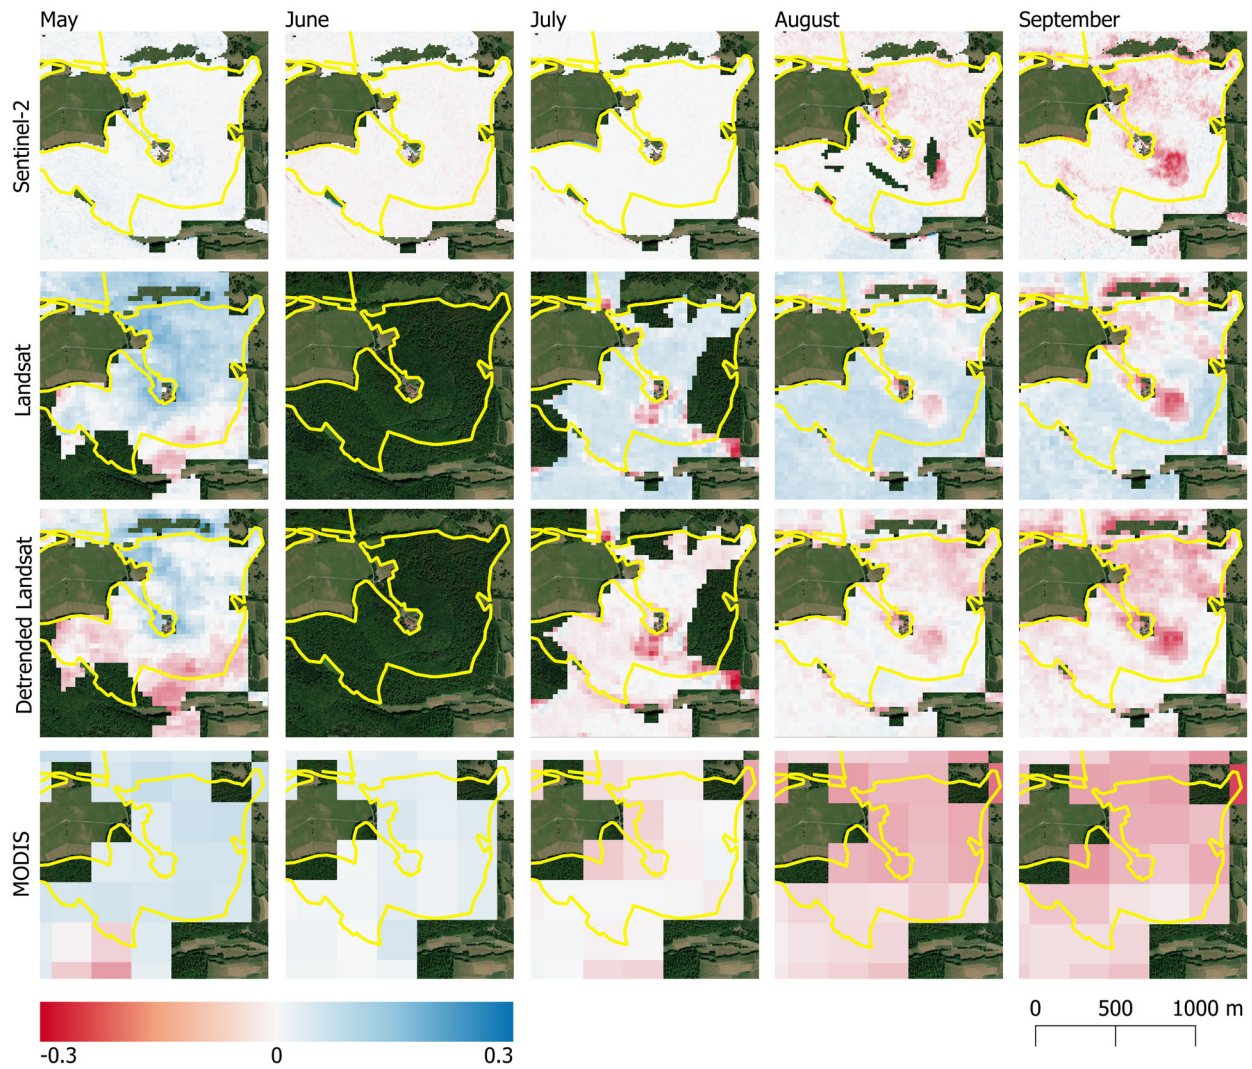 May June July August September
Sentinel-2
Landsat
Detrended Landsat
MODIS
-0.3 0 0.3
0 500 1000 m